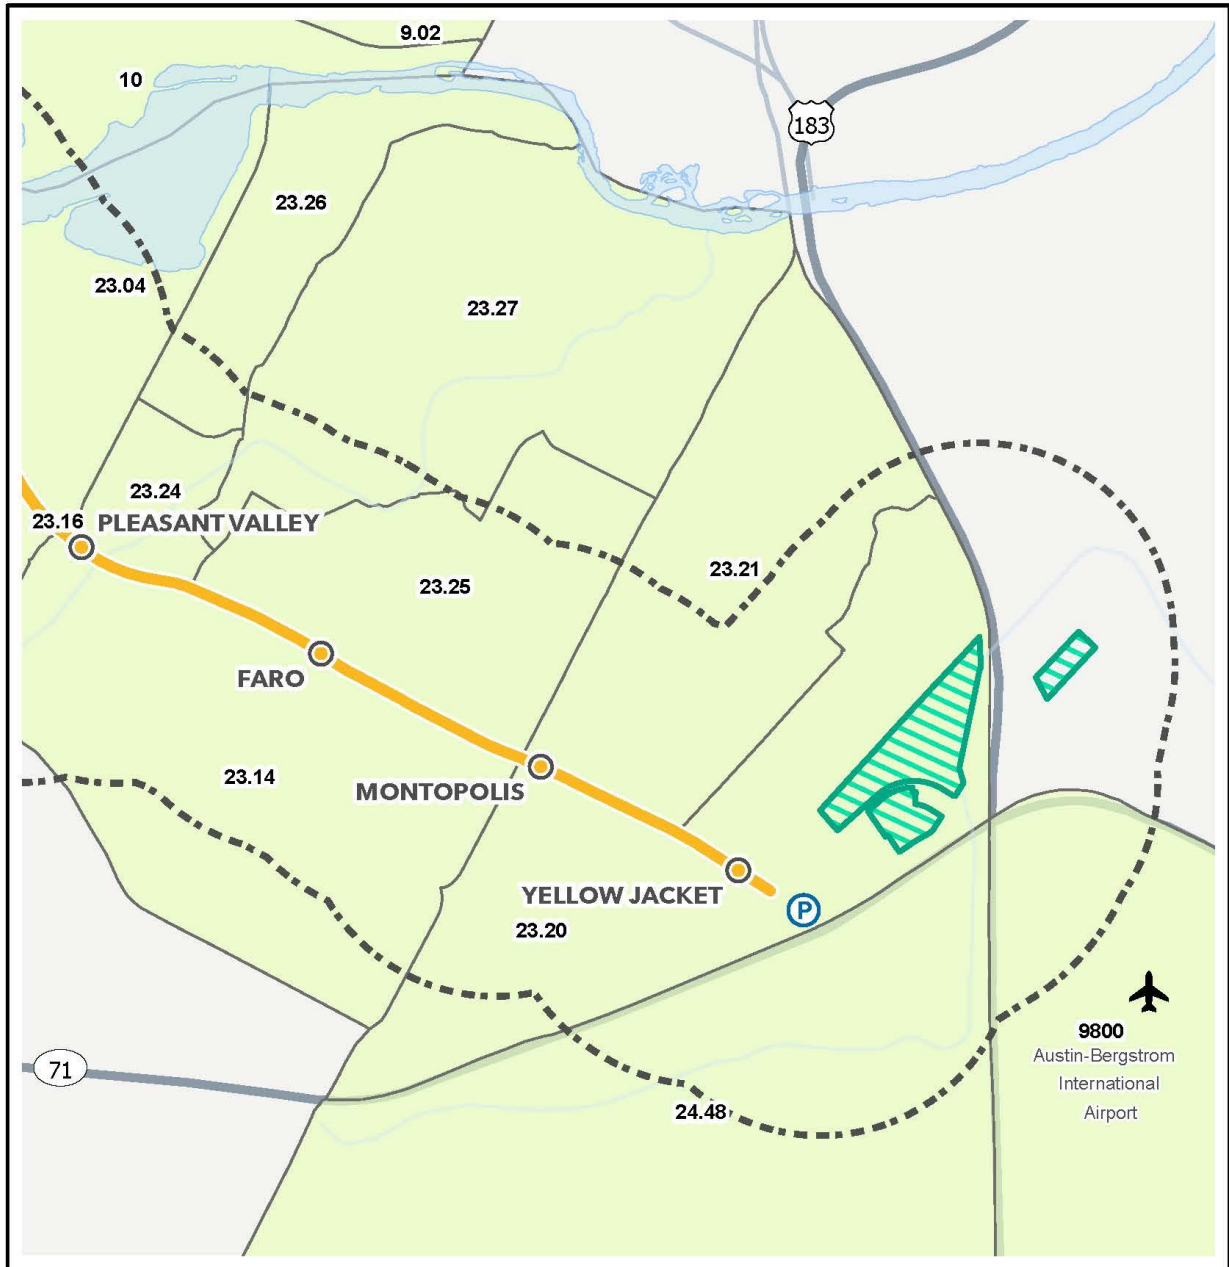 9.02
10
183
23.26
23.04
23.27
23.24
23.16
PLEASANT VALLEY
23.21
23.25
FARO
23.14
MONTOPOLIS
YELLOW JACKET
P
23.20
9800
Austin-Bergstrom
International
Airport
71
24.48